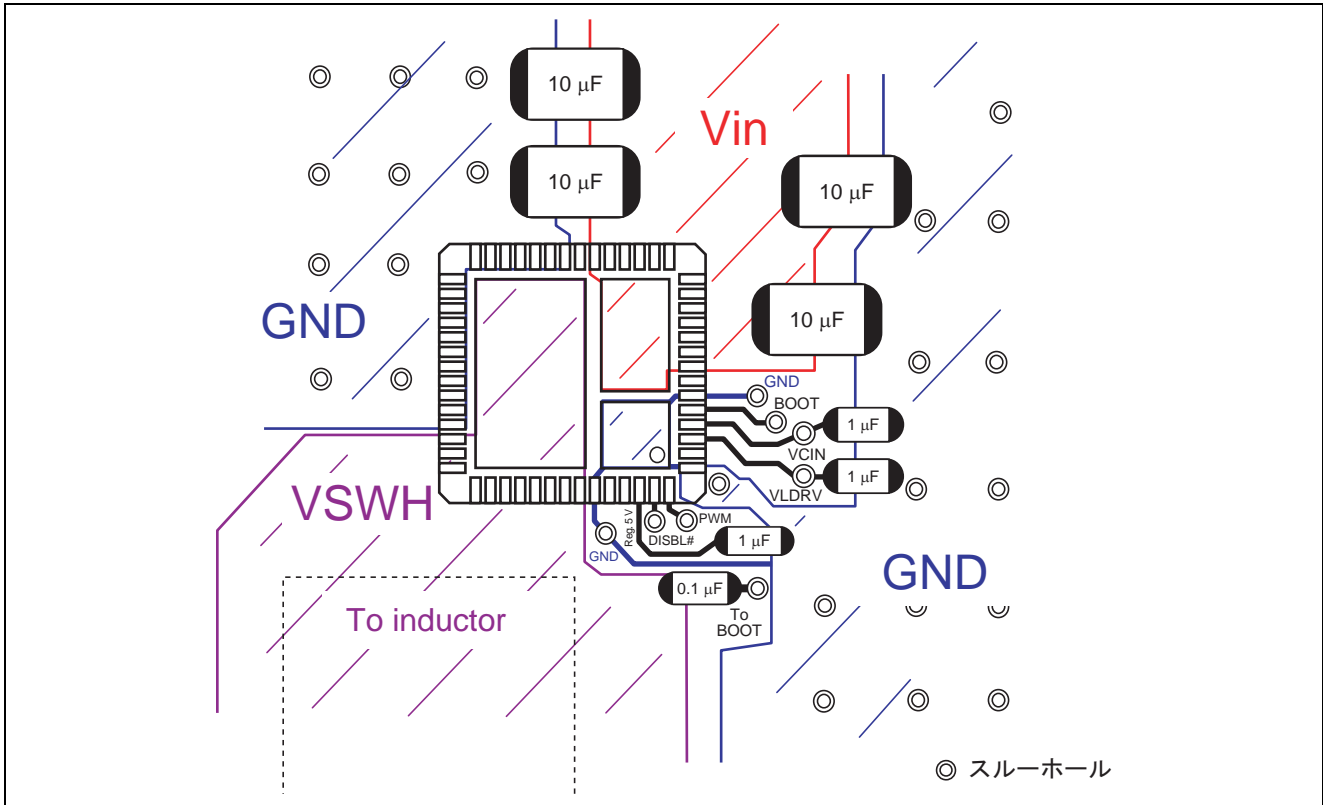 10 μF
10 μF
Vin
10 μF
10 μF
GND
GND
BOOT
1 μF
VCIN
1 μF
VLDRV
VSWH
Reg. 5 V
DISBL#
PWM
GND
1 μF
GND
0.1 μF
To
BOOT
To inductor
スルーホール